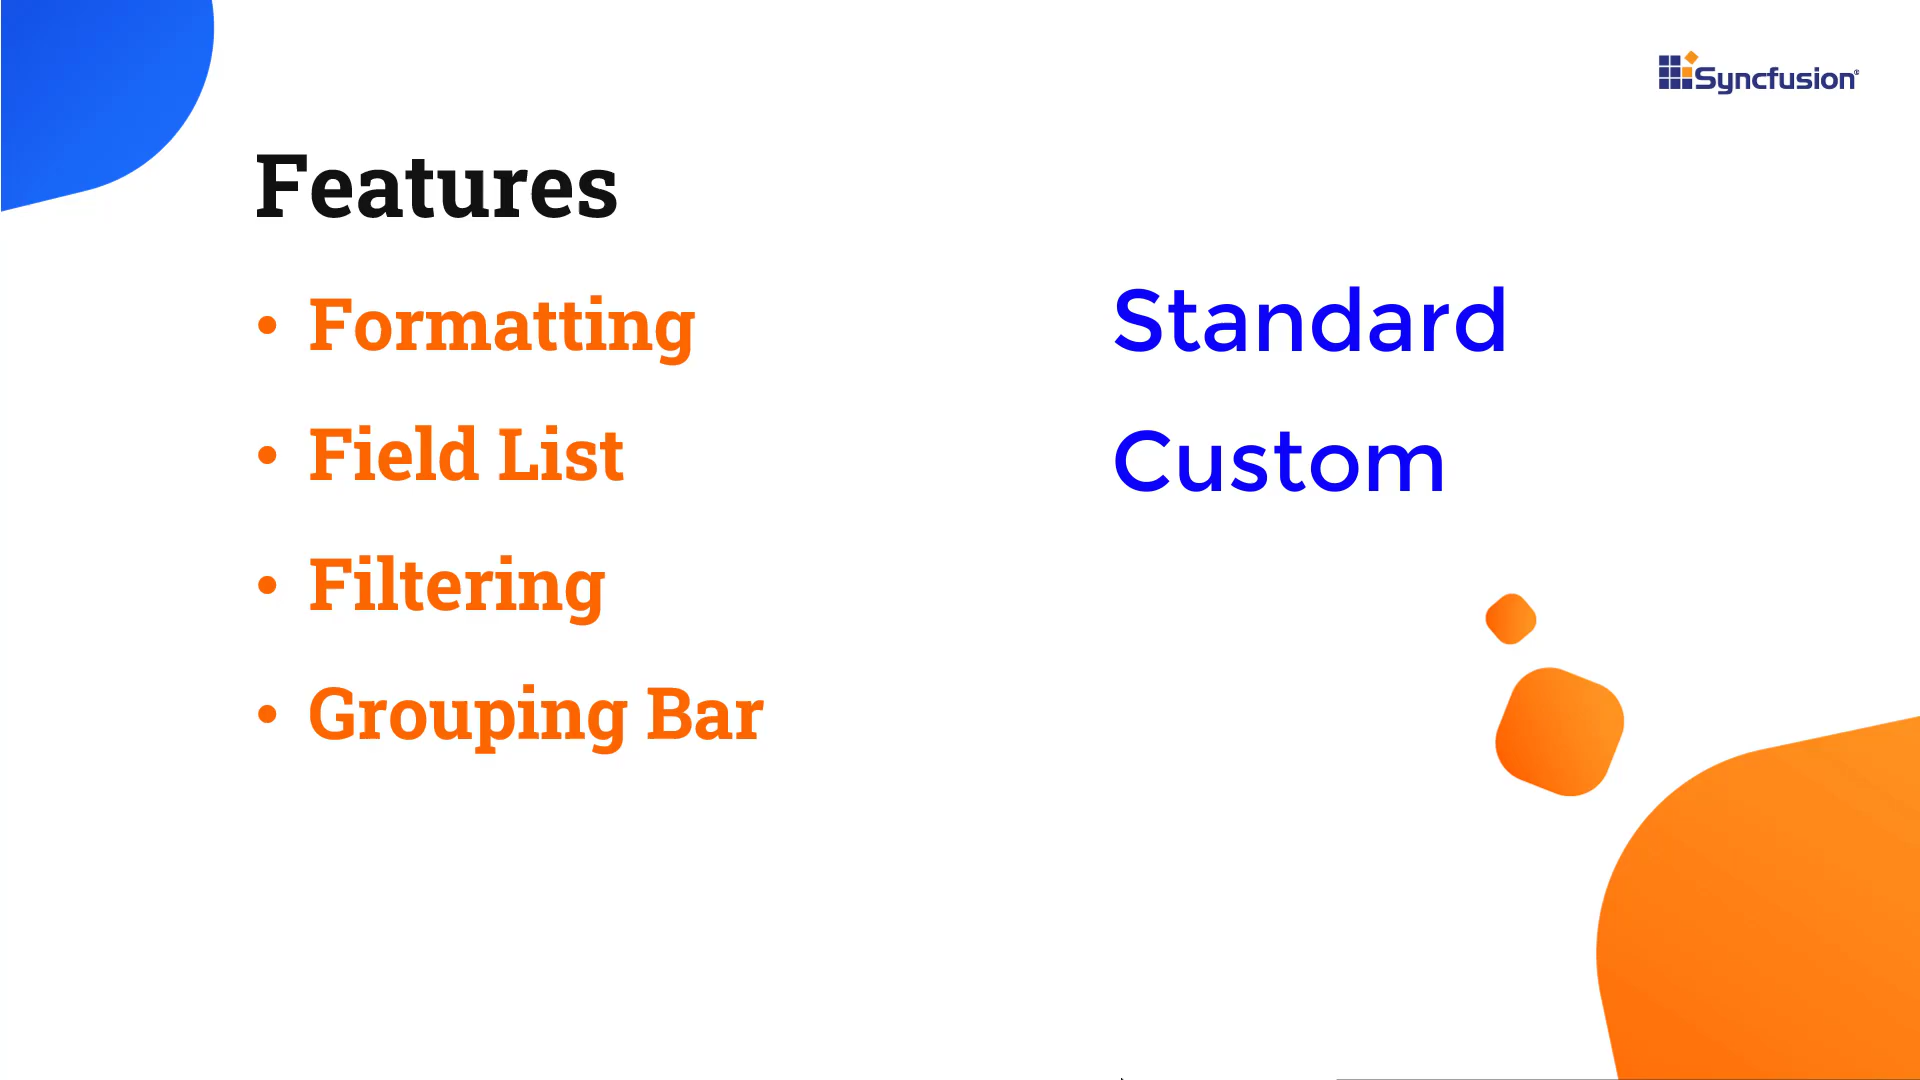 Syncfusion®
Features
• Formatting
• Field List
• Filtering
• Grouping Bar
Standard
Custom